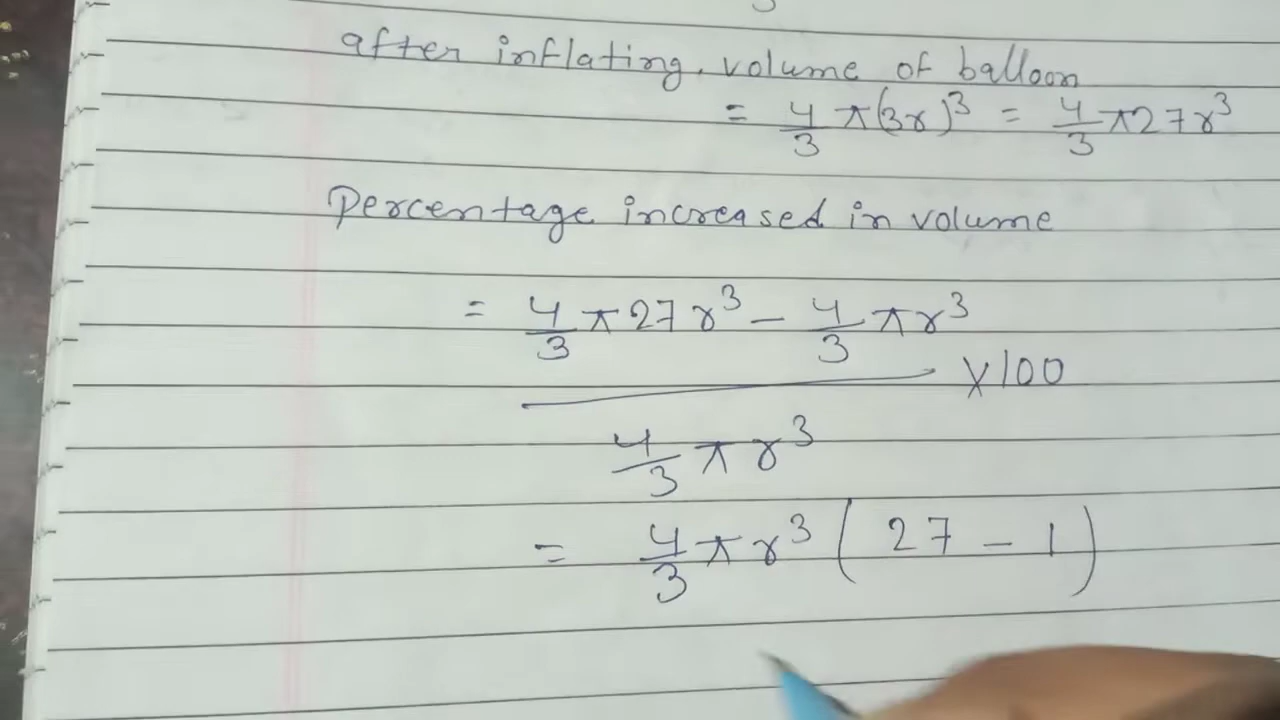 after inflating, volume of balloon
= 4/3 π(3r)³ = 4/3 π27r³
Percentage increased in volume
= 4/3 π27r³ - 4/3 πr³
X100
4/3 πr³
= 4/3 πr³ ( 27 - 1 )